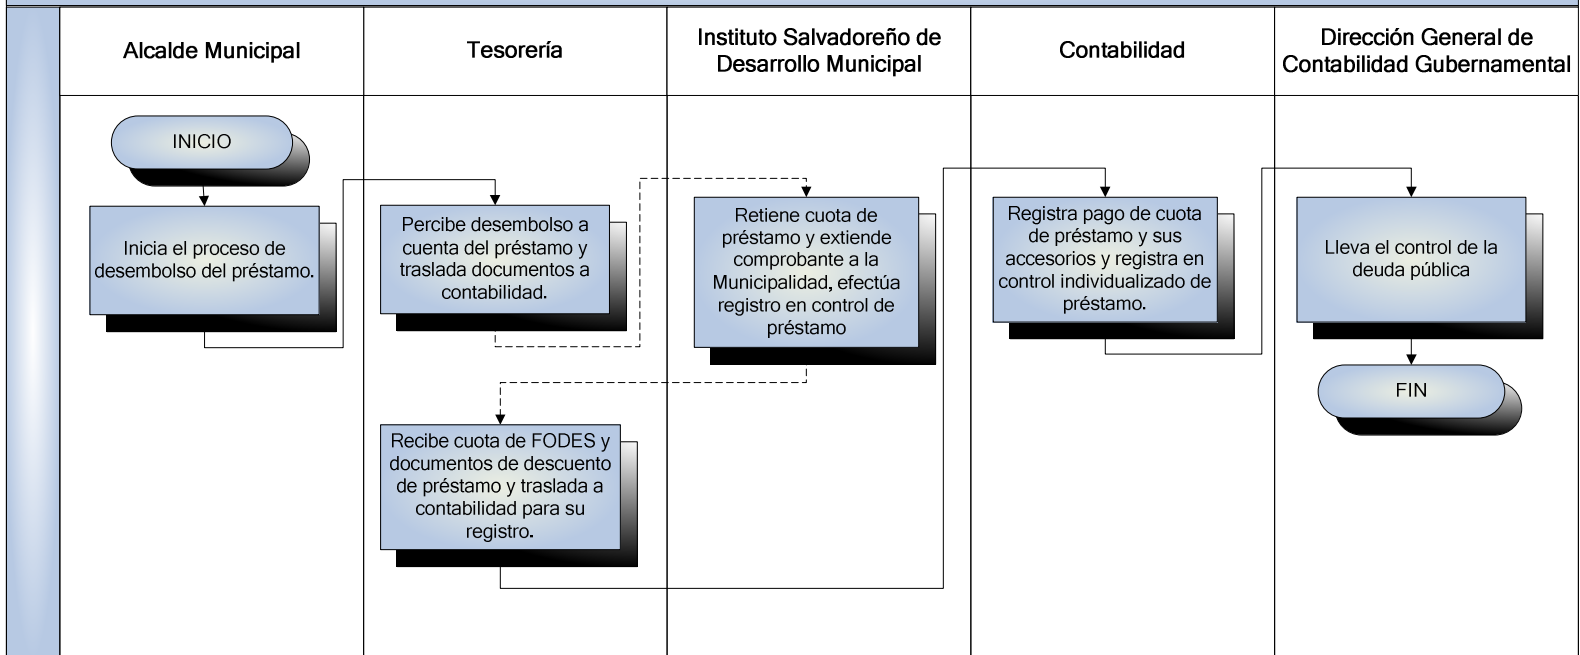 Alcalde Municipal
Tesorería
Instituto Salvadoreño de
Desarrollo Municipal
Contabilidad
Dirección General de
Contabilidad Gubernamental
INICIO
Inicia el proceso de
desembolso del préstamo.
Percibe desembolso a
cuenta del préstamo y
traslada documentos a
contabilidad.
Retiene cuota de
préstamo y extiende
comprobante a la
Municipalidad, efectúa
registro en control de
préstamo
Recibe cuota de FODES y
documentos de descuento
de préstamo y traslada a
contabilidad para su
registro.
Registra pago de cuota
de préstamo y sus
accesorios y registra en
control individualizado de
préstamo.
Lleva el control de la
deuda pública
FIN